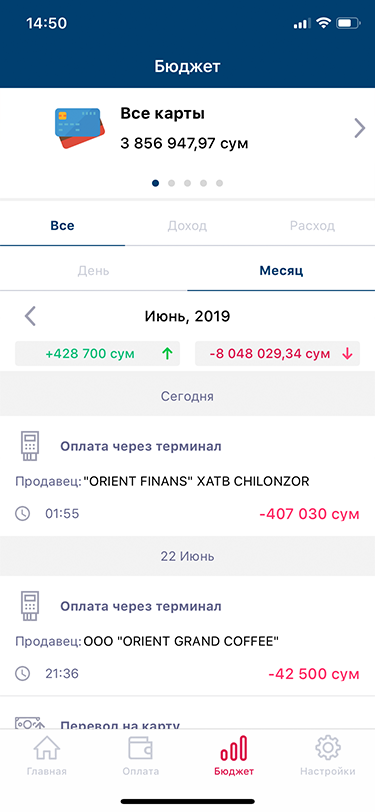 14:50
Бюджет
Все карты
3 856 947,97 сум
Все Доход Расход
День Месяц
Июнь, 2019
+428 700 сум -8 048 029,34 сум
Сегодня
Оплата через терминал
Продавец: "ORIENT FINANS" XATB CHILONZOR
01:55 -407 030 сум
22 Июнь
Оплата через терминал
Продавец: ООО "ORIENT GRAND COFFEE"
21:36 -42 500 сум
Перевод на карту
Главная Оплата Бюджет Настройки